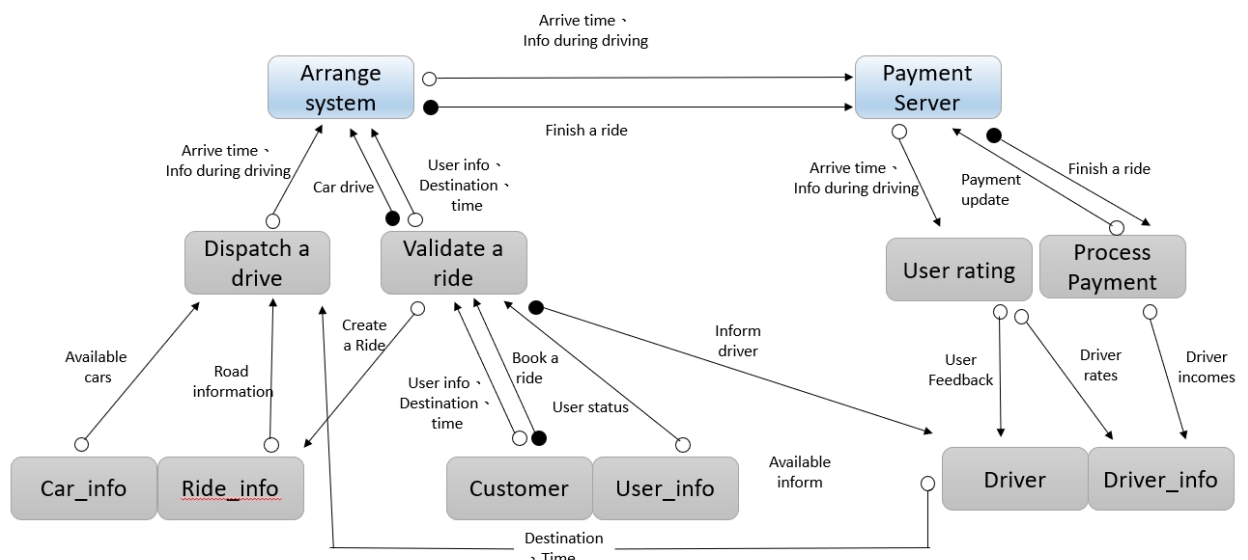 Arrive time、
Info during driving
Arrange
system
Payment
Server
Finish a ride
Arrive time、
Info during driving
Car drive
User info、
Destination、
time
Arrive time、
Info during driving
Payment
update
Finish a ride
Dispatch a
drive
Validate a
ride
User rating
Process
Payment
Available
cars
Road
information
Create
a Ride
User info、
Destination、
time
Book a
ride
User status
Inform
driver
User
Feedback
Driver
rates
Driver
incomes
Car_info
Ride_info
Customer
User_info
Available
inform
Driver
Driver_info
Destination
、Time